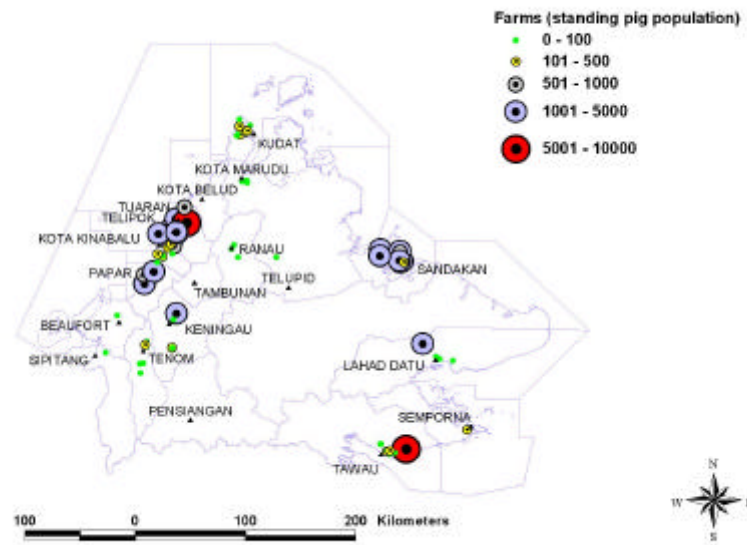 Farms (standing pig population)
0 - 100
101 - 500
501 - 1000
1001 - 5000
5001 - 10000
KUDAT
KOTA MARUDU
KOTA BELUD
TUARAN
TELIPOK
KOTA KINABALU
RANAU
SANDAKAN
PAPAR
TELUPID
TAMBUNAN
BEAUFORT
KENINGAU
SIPITANG
TENOM
LAHAD DATU
PENSIANGAN
SEMPORNA
TAWAU
N
W
S
100 0 100 200 Kilometers